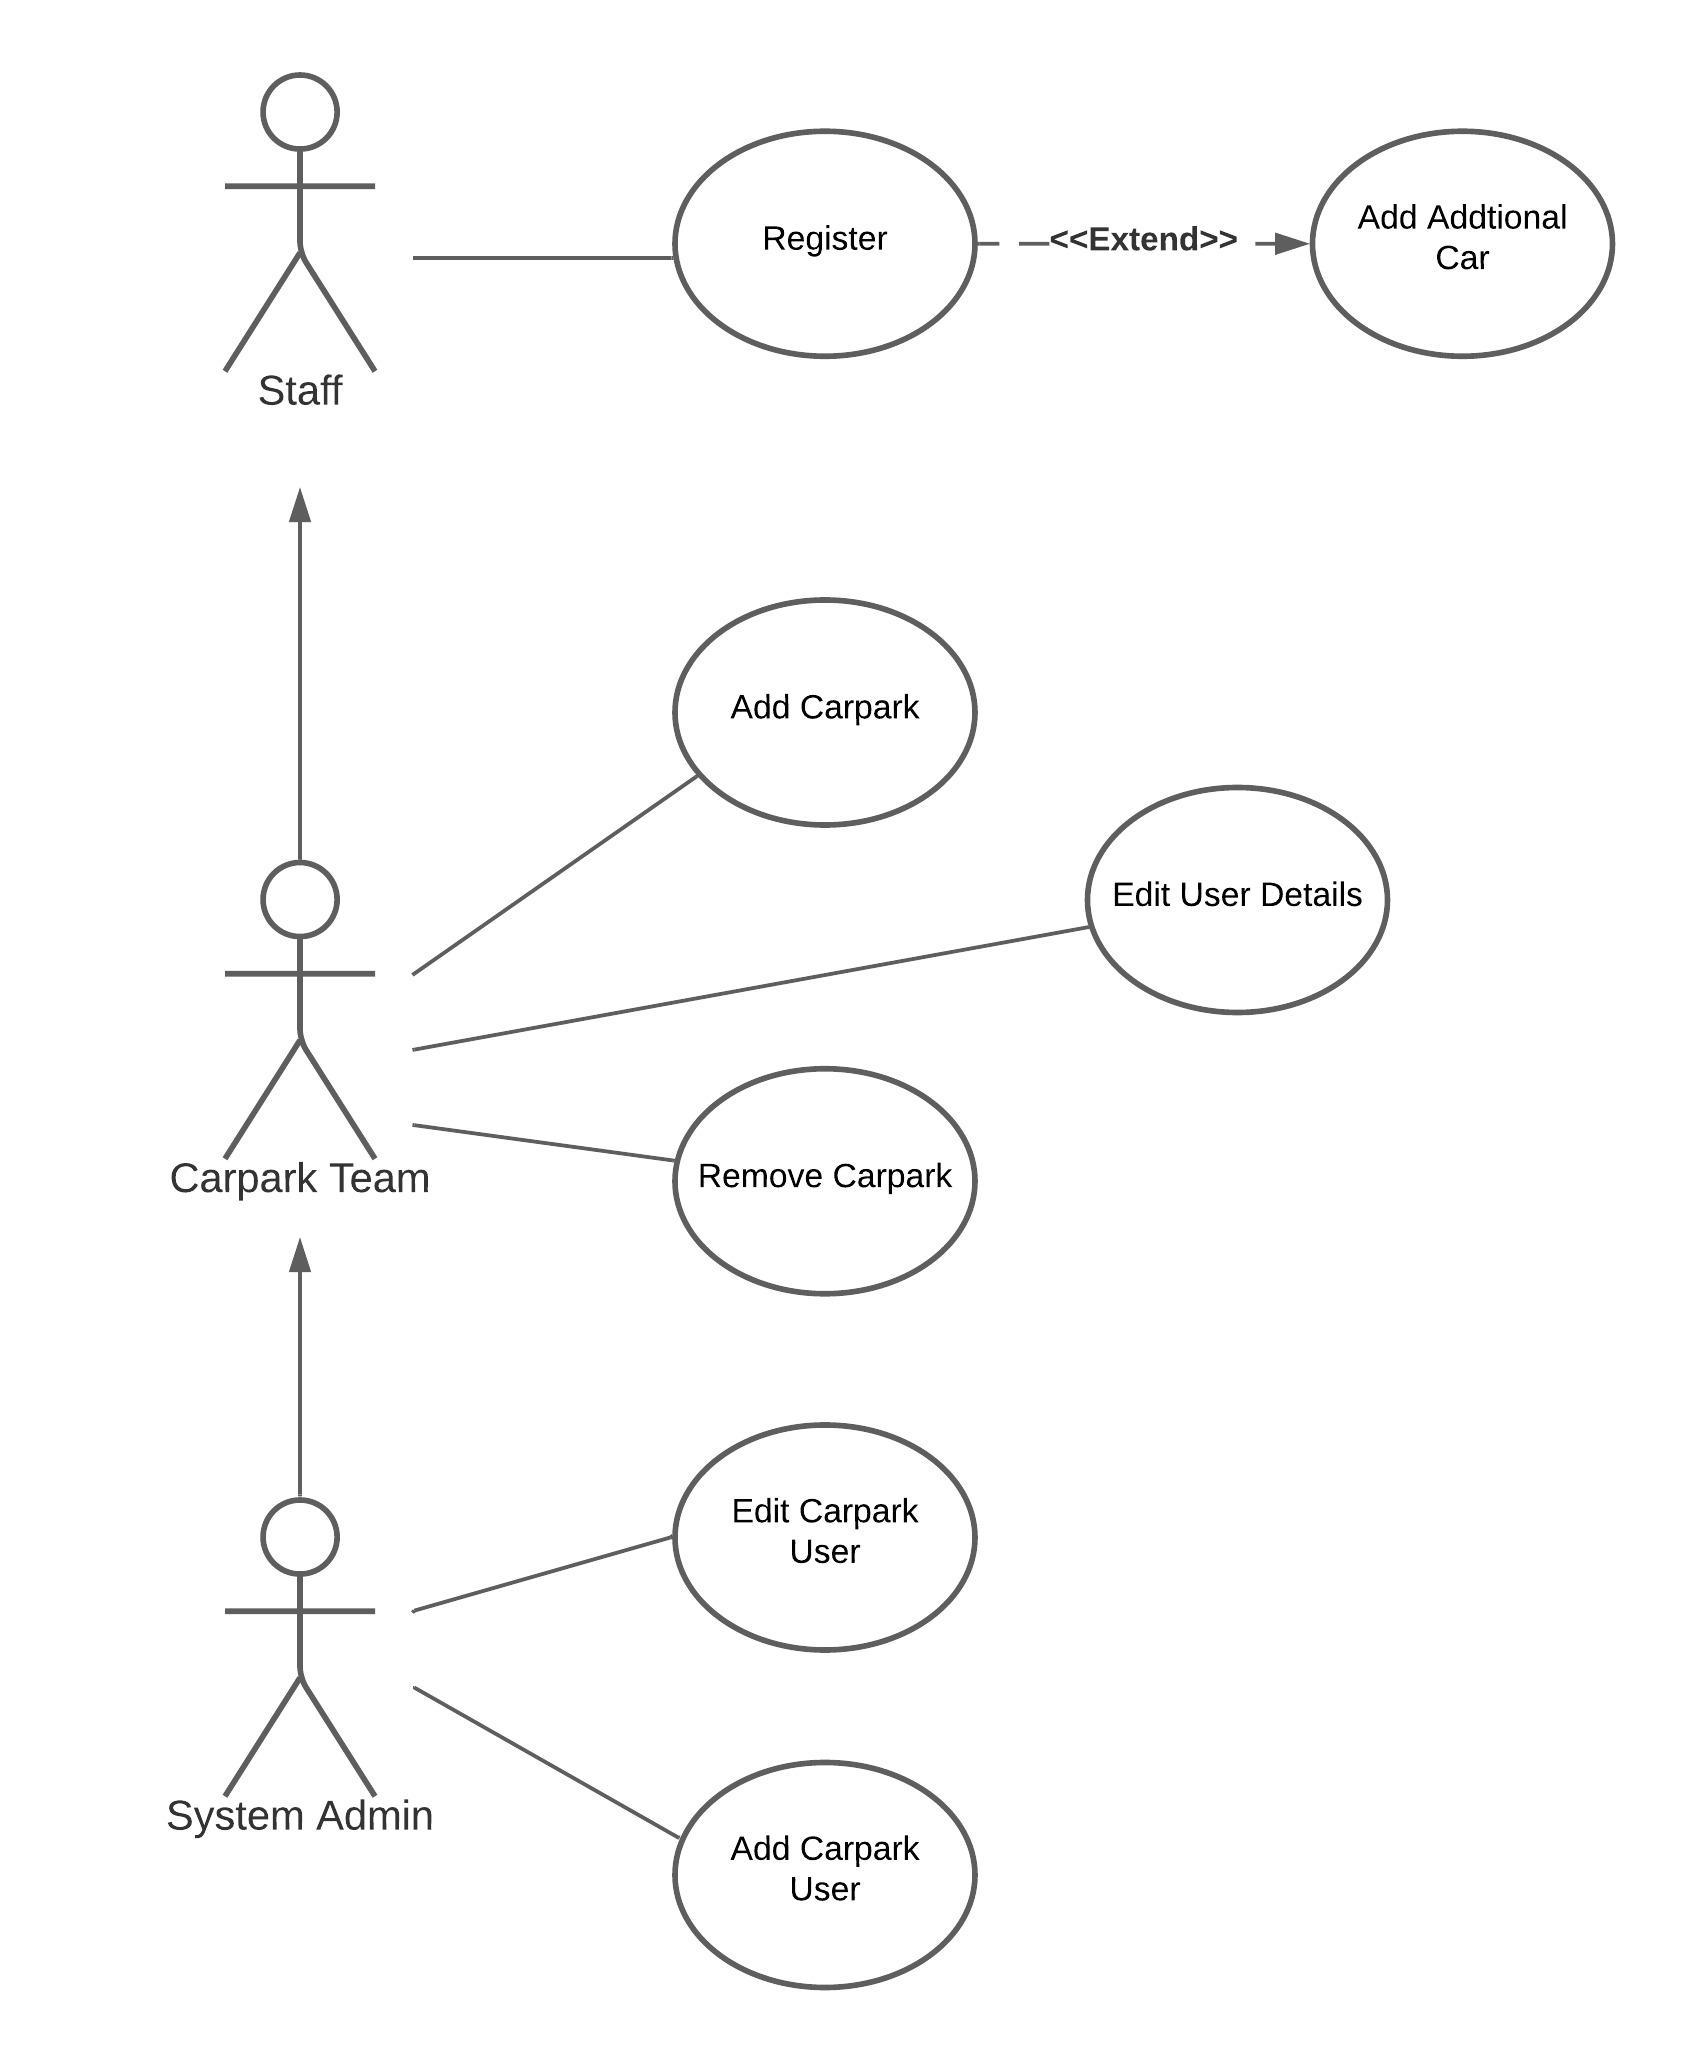 Register
<<Extend>>
Add Addtional
Car
Staff
Add Carpark
Edit User Details
Remove Carpark
Carpark Team
Edit Carpark
User
System Admin
Add Carpark
User